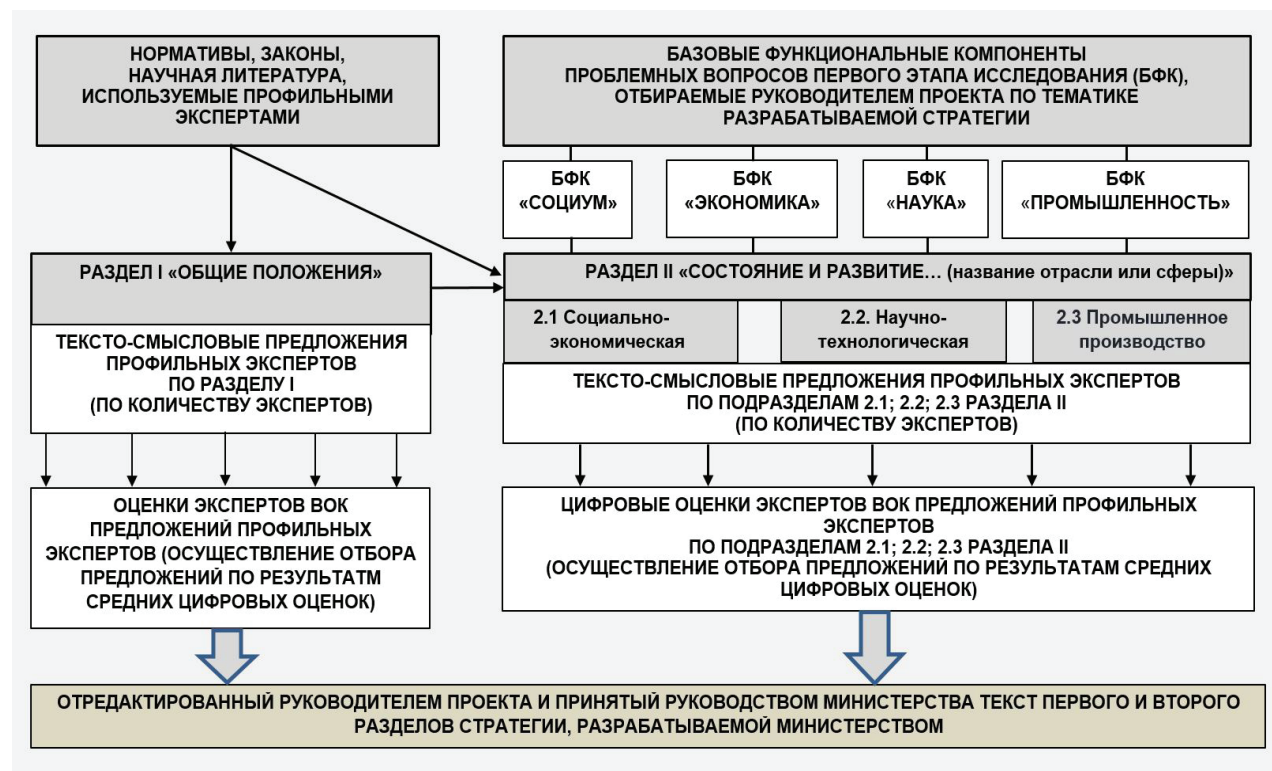 НОРМАТИВЫ, ЗАКОНЫ,
НАУЧНАЯ ЛИТЕРАТУРА,
ИСПОЛЬЗУЕМЫЕ ПРОФИЛЬНЫМИ
ЭКСПЕРТАМИ
БАЗОВЫЕ ФУНКЦИОНАЛЬНЫЕ КОМПОНЕНТЫ
ПРОБЛЕМНЫХ ВОПРОСОВ ПЕРВОГО ЭТАПА ИССЛЕДОВАНИЯ (БФК),
ОТБИРАЕМЫЕ РУКОВОДИТЕЛЕМ ПРОЕКТА ПО ТЕМАТИКЕ
РАЗРАБАТЫВАЕМОЙ СТРАТЕГИИ
БФК
«СОЦИУМ»
БФК
«ЭКОНОМИКА»
БФК
«НАУКА»
БФК
«ПРОМЫШЛЕННОСТЬ»
РАЗДЕЛ I «ОБЩИЕ ПОЛОЖЕНИЯ»
РАЗДЕЛ II «СОСТОЯНИЕ И РАЗВИТИЕ… (название отрасли или сферы)»
2.1 Социально-
экономическая
2.2. Научно-
технологическая
2.3 Промышленное
производство
ТЕКСТО-СМЫСЛОВЫЕ ПРЕДЛОЖЕНИЯ
ПРОФИЛЬНЫХ ЭКСПЕРТОВ
ПО РАЗДЕЛУ I
(ПО КОЛИЧЕСТВУ ЭКСПЕРТОВ)
ТЕКСТО-СМЫСЛОВЫЕ ПРЕДЛОЖЕНИЯ ПРОФИЛЬНЫХ ЭКСПЕРТОВ
ПО ПОДРАЗДЕЛАМ 2.1; 2.2; 2.3 РАЗДЕЛА II
(ПО КОЛИЧЕСТВУ ЭКСПЕРТОВ)
ОЦЕНКИ ЭКСПЕРТОВ ВОК
ПРЕДЛОЖЕНИЙ ПРОФИЛЬНЫХ
ЭКСПЕРТОВ (ОСУЩЕСТВЛЕНИЕ ОТБОРА
ПРЕДЛОЖЕНИЙ ПО РЕЗУЛЬТАТМ
СРЕДНИХ ЦИФРОВЫХ ОЦЕНОК)
ЦИФРОВЫЕ ОЦЕНКИ ЭКСПЕРТОВ ВОК ПРЕДЛОЖЕНИЙ ПРОФИЛЬНЫХ
ЭКСПЕРТОВ
ПО ПОДРАЗДЕЛАМ 2.1; 2.2; 2.3 РАЗДЕЛА II
(ОСУЩЕСТВЛЕНИЕ ОТБОРА ПРЕДЛОЖЕНИЙ ПО РЕЗУЛЬТАТАМ СРЕДНИХ
ЦИФРОВЫХ ОЦЕНОК)
ОТРЕДАКТИРОВАННЫЙ РУКОВОДИТЕЛЕМ ПРОЕКТА И ПРИНЯТЫЙ РУКОВОДСТВОМ МИНИСТЕРСТВА ТЕКСТ ПЕРВОГО И ВТОРОГО
РАЗДЕЛОВ СТРАТЕГИИ, РАЗРАБАТЫВАЕМОЙ МИНИСТЕРСТВОМ